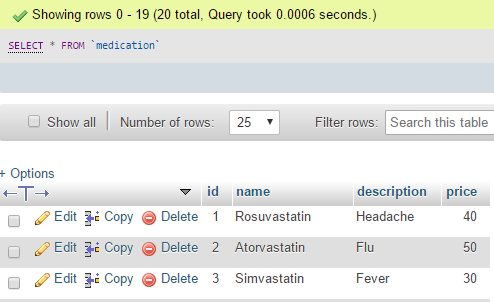 Showing rows 0 - 19 (20 total, Query took 0.0006 seconds.)
SELECT * FROM `medication`
Show all Number of rows: 25 Filter rows: Search this table
+ Options
←T→ id name description price
Edit Copy Delete 1 Rosuvastatin Headache 40
Edit Copy Delete 2 Atorvastatin Flu 50
Edit Copy Delete 3 Simvastatin Fever 30